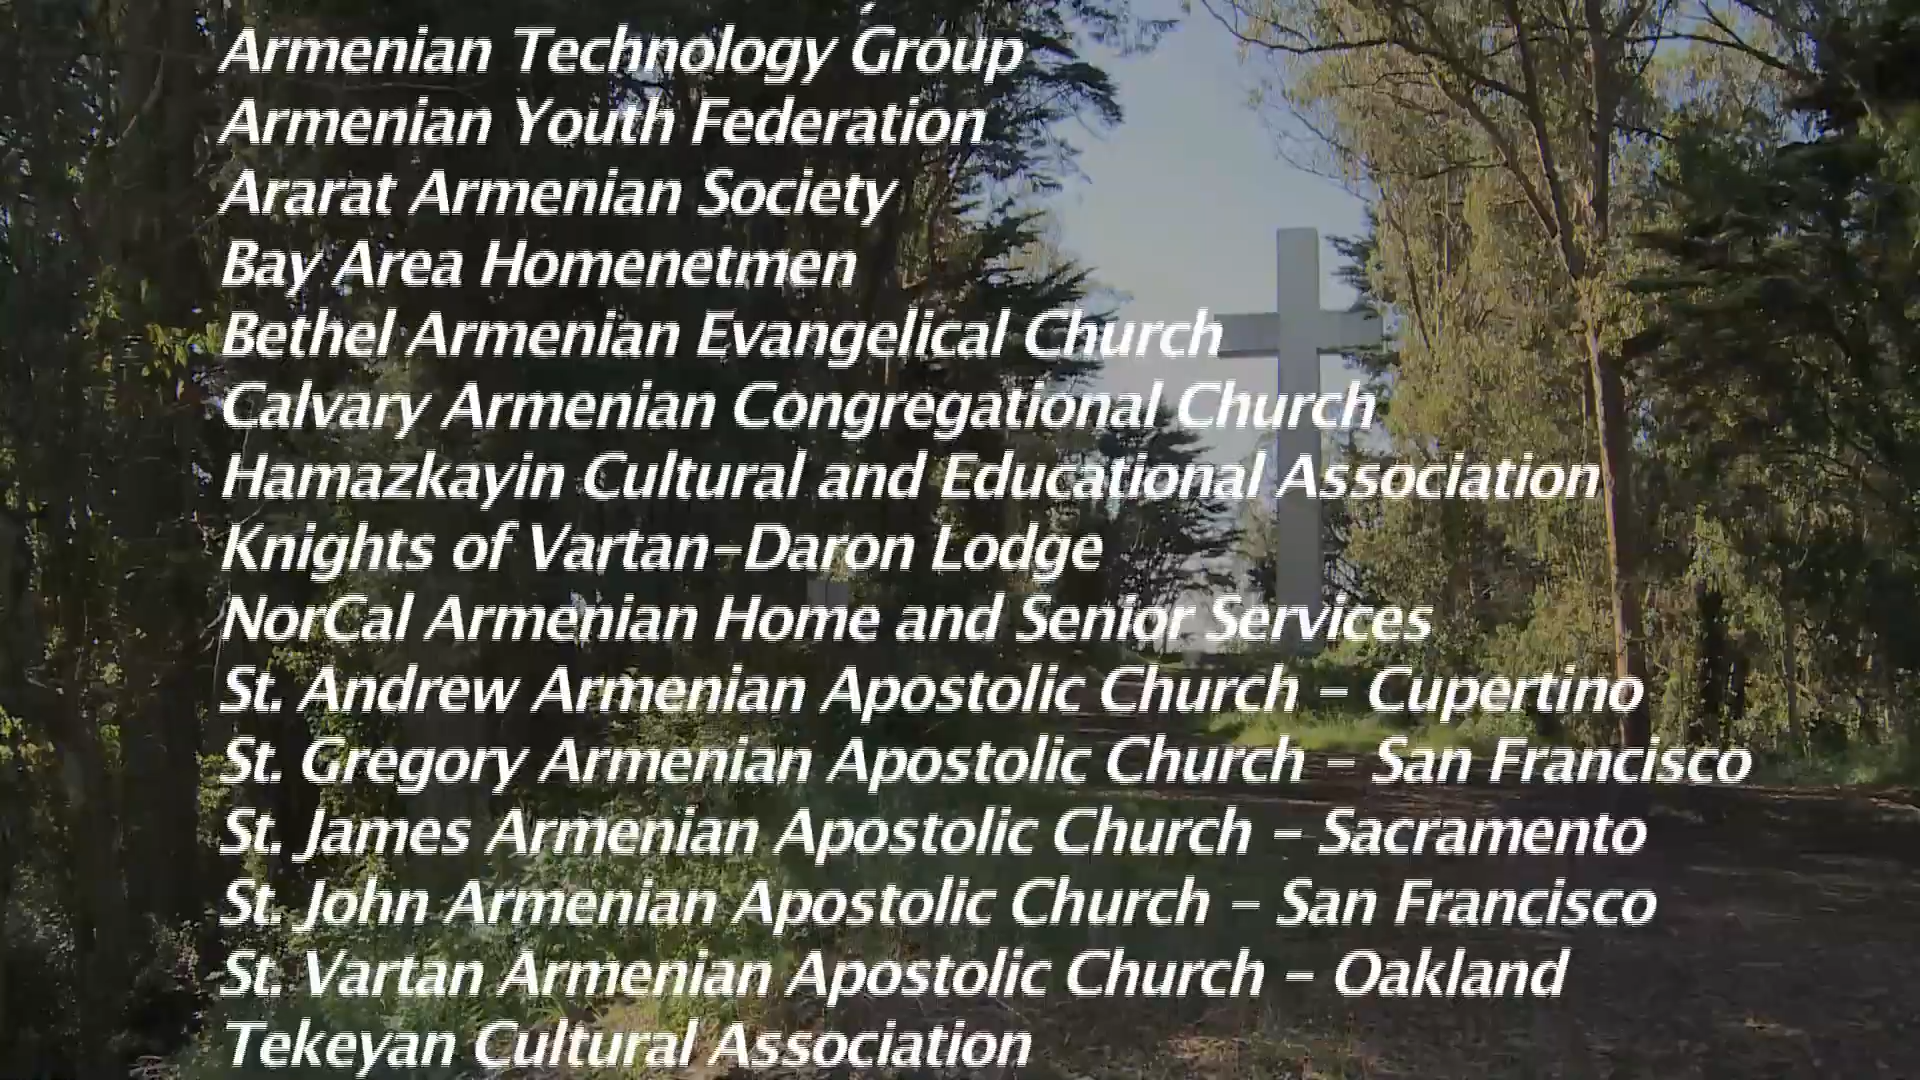 Armenian Technology Group
Armenian Youth Federation
Ararat Armenian Society
Bay Area Homenetmen
Bethel Armenian Evangelical Church
Calvary Armenian Congregational Church
Hamazkayin Cultural and Educational Association
Knights of Vartan-Daron Lodge
NorCal Armenian Home and Senior Services
St. Andrew Armenian Apostolic Church - Cupertino
St. Gregory Armenian Apostolic Church - San Francisco
St. James Armenian Apostolic Church - Sacramento
St. John Armenian Apostolic Church - San Francisco
St. Vartan Armenian Apostolic Church - Oakland
Tekeyan Cultural Association